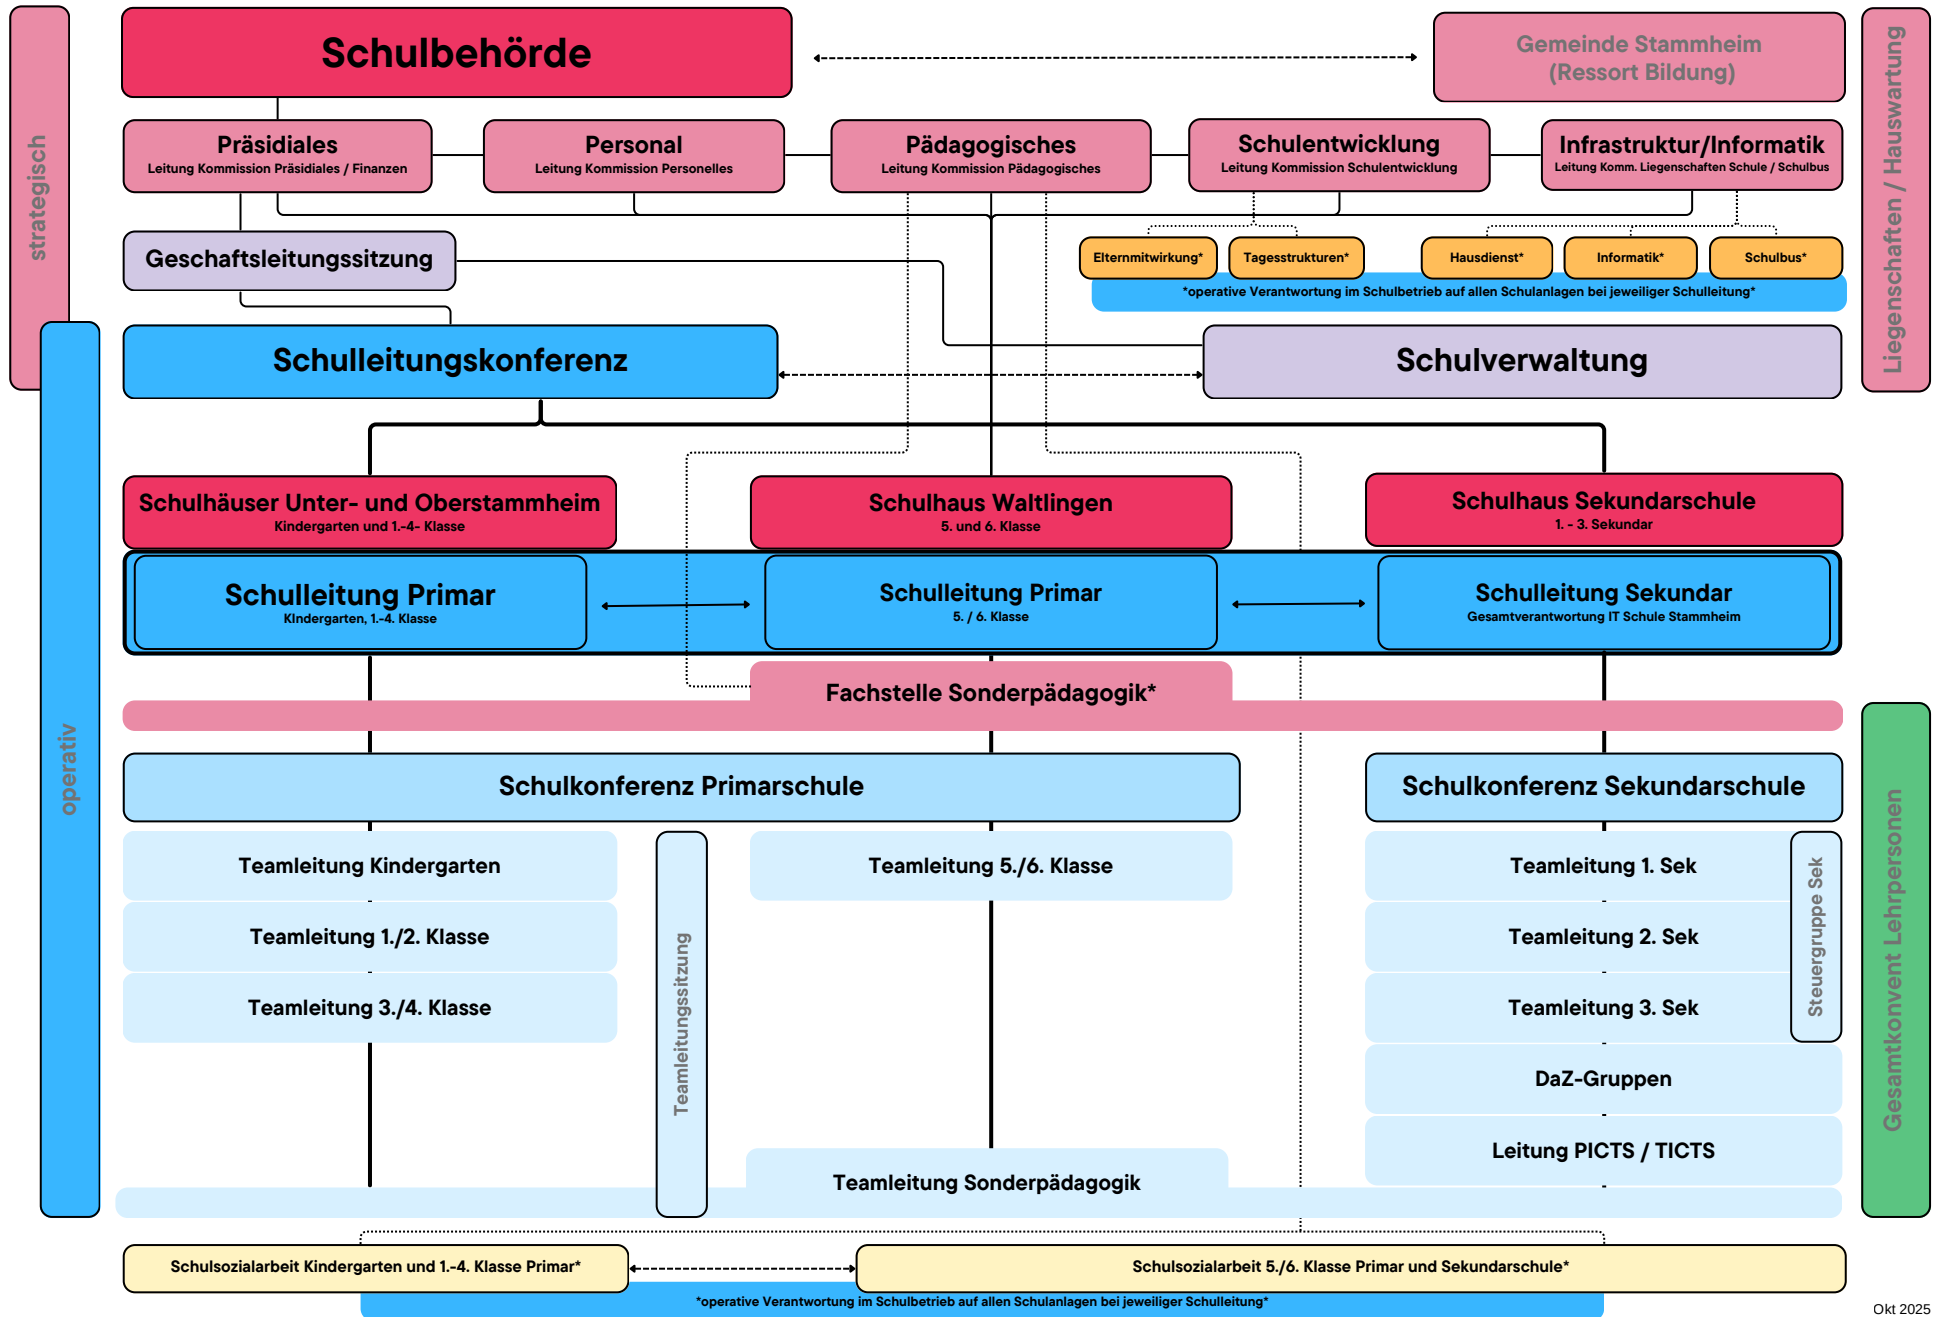 Schulbehörde
Gemeinde Stammheim
(Ressort Bildung)
strategisch
Liegenschaften / Hauswartung
Präsidiales
Leitung Kommission Präsidiales / Finanzen
Personal
Leitung Kommission Personelles
Pädagogisches
Leitung Kommission Pädagogisches
Schulentwicklung
Leitung Kommission Schulentwicklung
Infrastruktur/Informatik
Leitung Komm. Liegenschaften Schule / Schulbus
Geschaftsleitungssitzung
Elternmitwirkung*
Tagesstrukturen*
Hausdienst*
Informatik*
Schulbus*
*operative Verantwortung im Schulbetrieb auf allen Schulanlagen bei jeweiliger Schulleitung*
Schulleitungskonferenz
Schulverwaltung
operativ
Schulhäuser Unter- und Oberstammheim
Kindergarten und 1.-4- Klasse
Schulhaus Waltlingen
5. und 6. Klasse
Schulhaus Sekundarschule
1. - 3. Sekundar
Schulleitung Primar
KIndergarten, 1.-4. Klasse
Schulleitung Primar
5. / 6. Klasse
Schulleitung Sekundar
Gesamtverantwortung IT Schule Stammheim
Fachstelle Sonderpädagogik*
Schulkonferenz Primarschule
Schulkonferenz Sekundarschule
Gesamtkonvent Lehrpersonen
Teamleitung Kindergarten
Teamleitung 1./2. Klasse
Teamleitung 3./4. Klasse
Teamleitungssitzung
Teamleitung 5./6. Klasse
Teamleitung 1. Sek
Teamleitung 2. Sek
Teamleitung 3. Sek
Steuergruppe Sek
DaZ-Gruppen
Leitung PICTS / TICTS
Teamleitung Sonderpädagogik
Schulsozialarbeit Kindergarten und 1.-4. Klasse Primar*
Schulsozialarbeit 5./6. Klasse Primar und Sekundarschule*
*operative Verantwortung im Schulbetrieb auf allen Schulanlagen bei jeweiliger Schulleitung*
Okt 2025